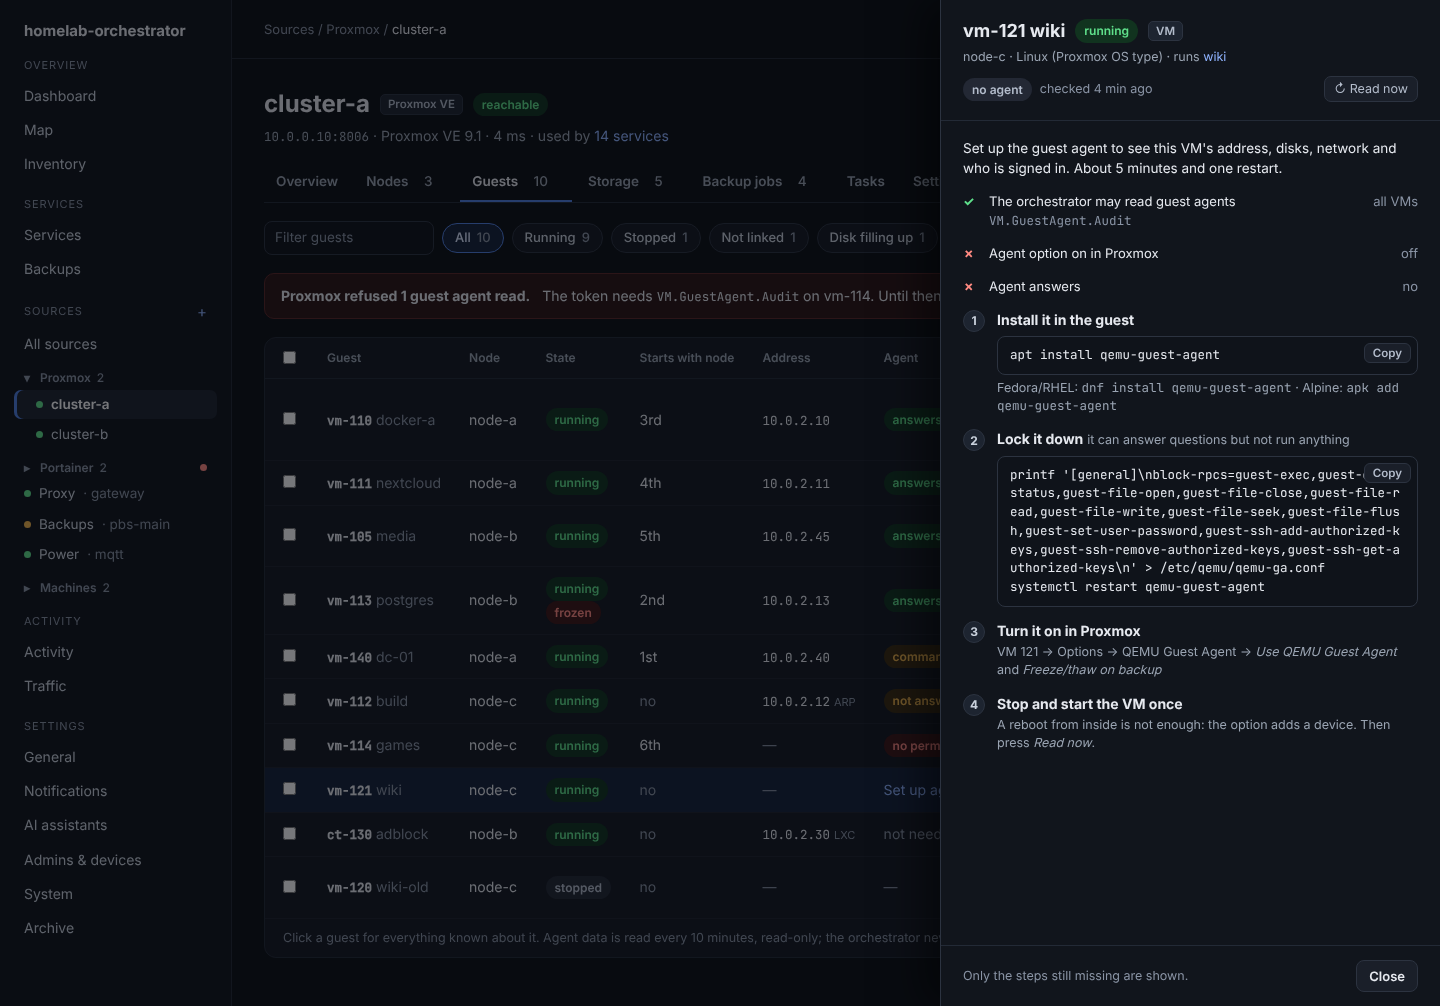 homelab-orchestrator
OVERVIEW
Dashboard
Map
Inventory
SERVICES
Services
Backups
SOURCES +
All sources
Proxmox 2
cluster-a
cluster-b
Portainer 2
Proxy · gateway
Backups · pbs-main
Power · mqtt
Machines 2
ACTIVITY
Activity
Traffic
SETTINGS
General
Notifications
AI assistants
Admins & devices
System
Archive
Sources / Proxmox / cluster-a
cluster-a Proxmox VE reachable
10.0.0.10:8006 · Proxmox VE 9.1 · 4 ms · used by 14 services
Overview Nodes 3 Guests 10 Storage 5 Backup jobs 4 Tasks Sett
Filter guests All 10 Running 9 Stopped 1 Not linked 1 Disk filling up 1
Proxmox refused 1 guest agent read. The token needs VM.GuestAgent.Audit on vm-114. Until then
Guest Node State Starts with node Address Agent
vm-110 docker-a node-a running 3rd 10.0.2.10 answers
vm-111 nextcloud node-a running 4th 10.0.2.11 answers
vm-105 media node-b running 5th 10.0.2.45 answers
vm-113 postgres node-b running frozen 2nd 10.0.2.13 answers
vm-140 dc-01 node-a running 1st 10.0.2.40 comman
vm-112 build node-c running no 10.0.2.12 ARP not answ
vm-114 games node-c running 6th — no perm
vm-121 wiki node-c running no — Set up ag
ct-130 adblock node-b running no 10.0.2.30 LXC not need
vm-120 wiki-old node-c stopped no — —
Click a guest for everything known about it. Agent data is read every 10 minutes, read-only; the orchestrator ne
vm-121 wiki running VM
node-c · Linux (Proxmox OS type) · runs wiki
no agent checked 4 min ago Read now
Set up the guest agent to see this VM's address, disks, network and
who is signed in. About 5 minutes and one restart.
The orchestrator may read guest agents all VMs
VM.GuestAgent.Audit
Agent option on in Proxmox off
Agent answers no
1 Install it in the guest
apt install qemu-guest-agent Copy
Fedora/RHEL: dnf install qemu-guest-agent · Alpine: apk add
qemu-guest-agent
2 Lock it down it can answer questions but not run anything
printf '[general]\nblock-rpcs=guest-exec,guest- Copy
status,guest-file-open,guest-file-close,guest-file-r
ead,guest-file-write,guest-file-seek,guest-file-flus
h,guest-set-user-password,guest-ssh-add-authorized-k
eys,guest-ssh-remove-authorized-keys,guest-ssh-get-a
uthorized-keys\n' > /etc/qemu/qemu-ga.conf
systemctl restart qemu-guest-agent
3 Turn it on in Proxmox
VM 121 → Options → QEMU Guest Agent → Use QEMU Guest Agent
and Freeze/thaw on backup
4 Stop and start the VM once
A reboot from inside is not enough: the option adds a device. Then
press Read now.
Only the steps still missing are shown. Close